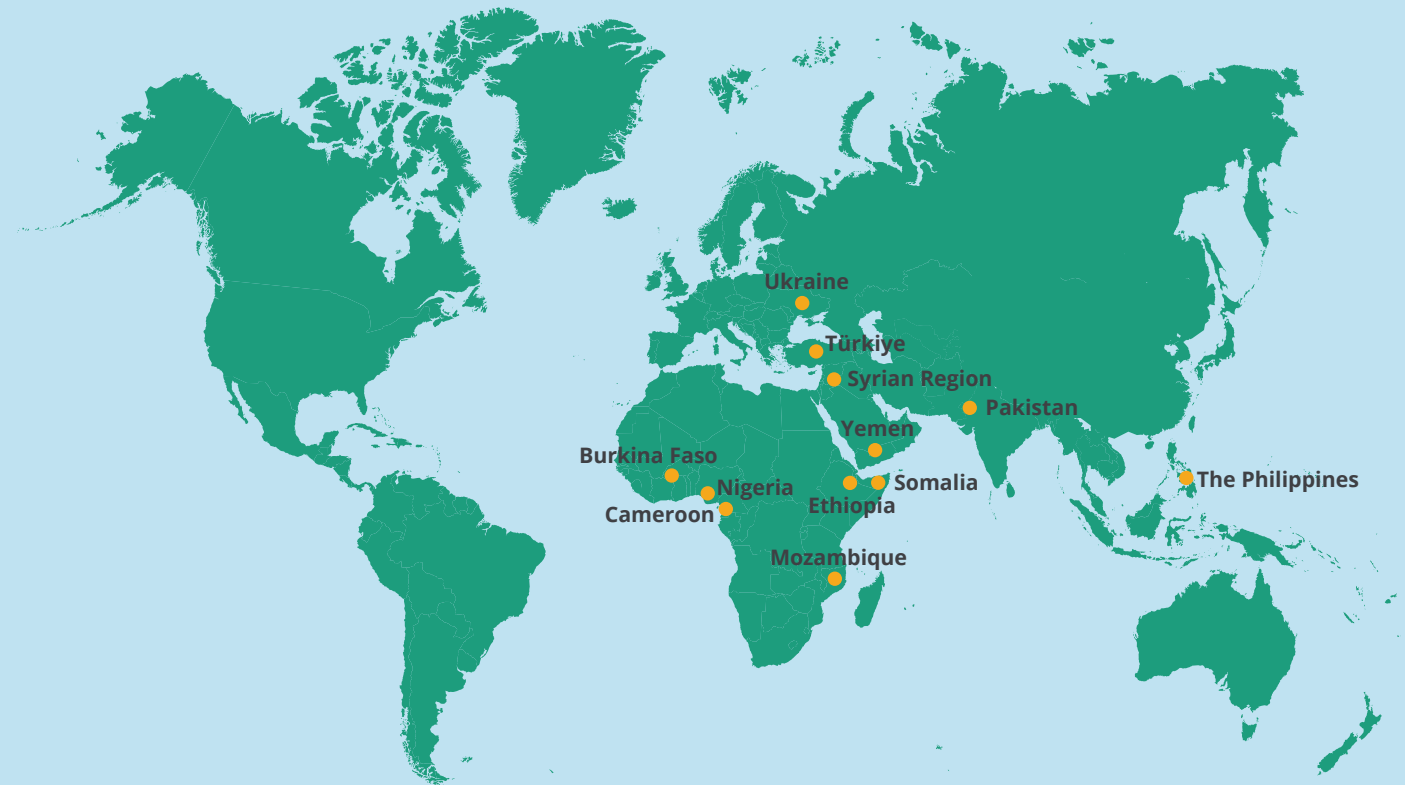 Ukraine
Türkiye
Syrian Region
Pakistan
Yemen
Burkina Faso
Nigeria
Somalia
The Philippines
Ethiopia
Cameroon
Mozambique